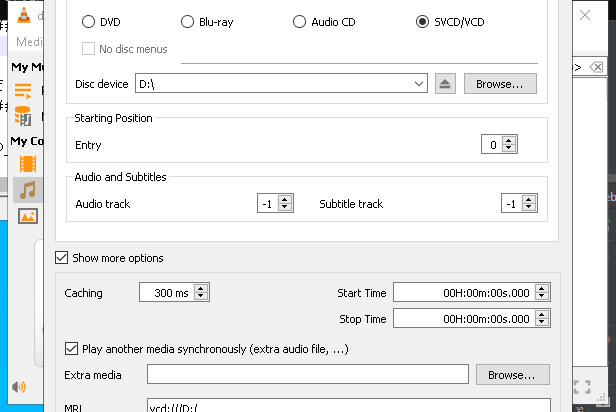 DVD Blu-ray Audio CD SVCD/VCD
Media
No disc menus
My M
Disc device D:\ Browse...
Starting Position
Entry 0
My Co
Audio and Subtitles
Audio track -1 Subtitle track -1
Show more options
Caching 300 ms Start Time 00H:00m:00s.000
Stop Time 00H:00m:00s.000
Play another media synchronously (extra audio file, ...)
Extra media Browse...
MRL vcd:///D:/